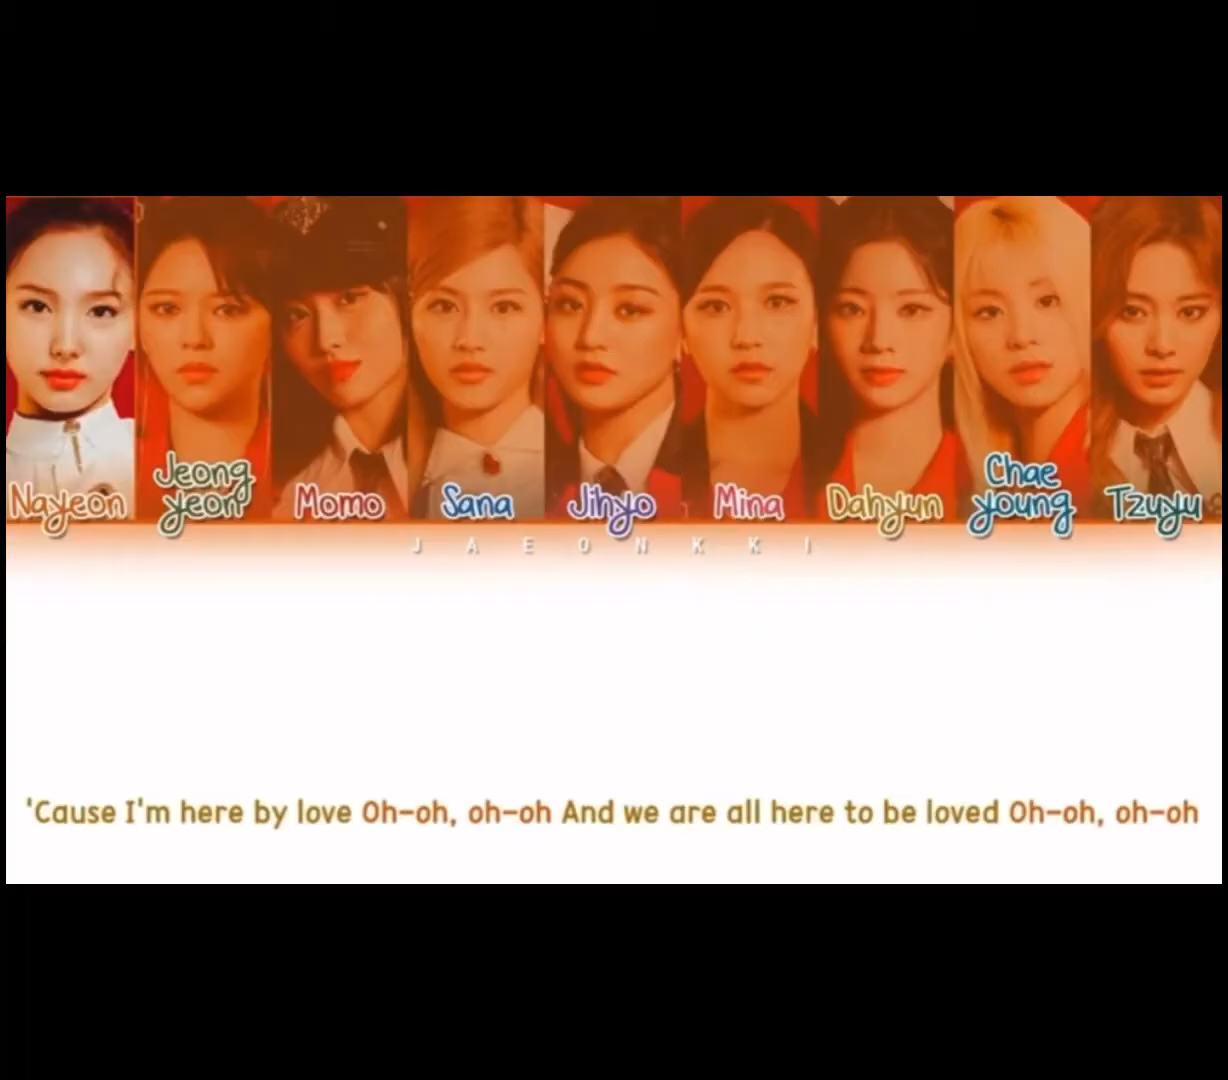 Nayeon
Jeong
yeon
Momo
Sana
Jihyo
Mina
Dahyun
Chae
young
Tzuyu
J A E O N K K I
'Cause I'm here by love Oh-oh, oh-oh And we are all here to be loved Oh-oh, oh-oh